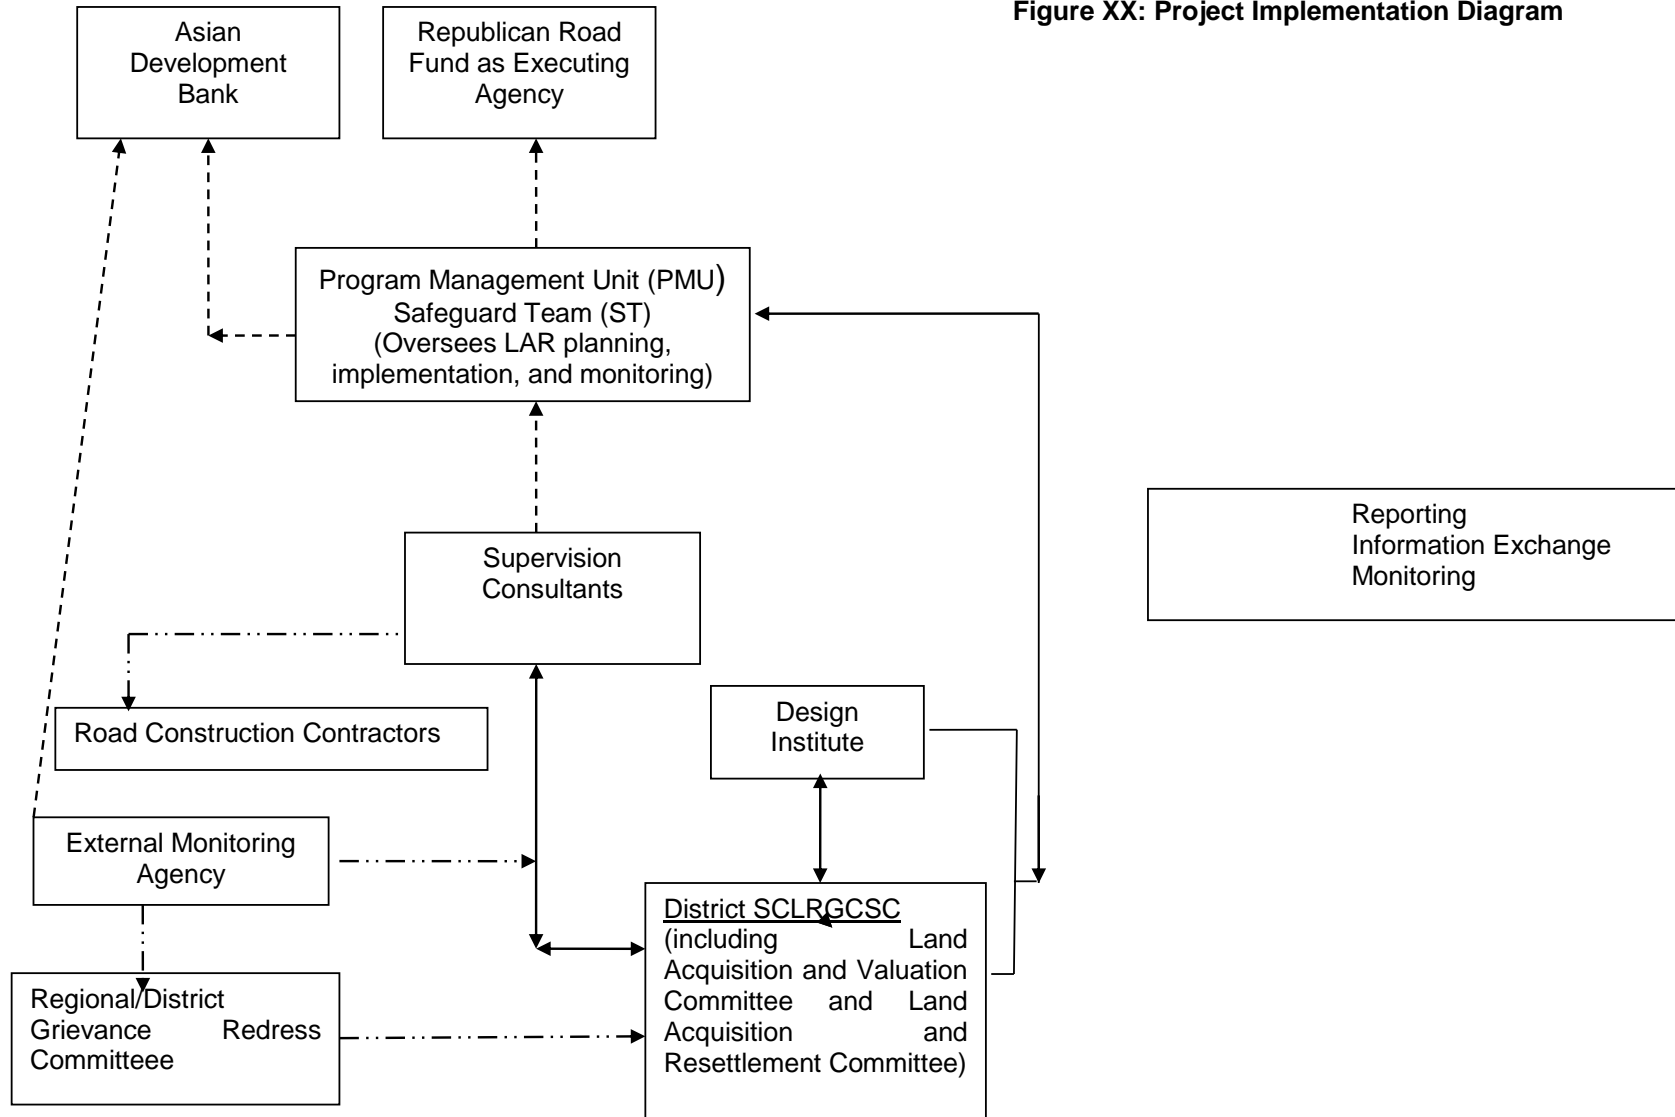 Figure XX: Project Implementation Diagram
Asian
Development
Bank
Republican Road
Fund as Executing
Agency
Program Management Unit (PMU)
Safeguard Team (ST)
(Oversees LAR planning,
implementation, and monitoring)
Reporting
Information Exchange
Monitoring
Supervision
Consultants
Design
Institute
Road Construction Contractors
External Monitoring
Agency
District SCLRGCSC
(including Land
Acquisition and Valuation
Committee and Land
Acquisition and
Resettlement Committee)
Regional/District
Grievance Redress
Committeee